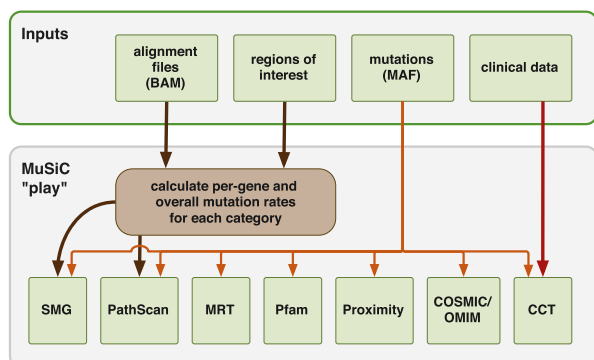 Inputs
alignment
files
(BAM)
regions of
interest
mutations
(MAF)
clinical data
MuSiC
"play"
calculate per-gene and
overall mutation rates
for each category
SMG
PathScan
MRT
Pfam
Proximity
COSMIC/
OMIM
CCT